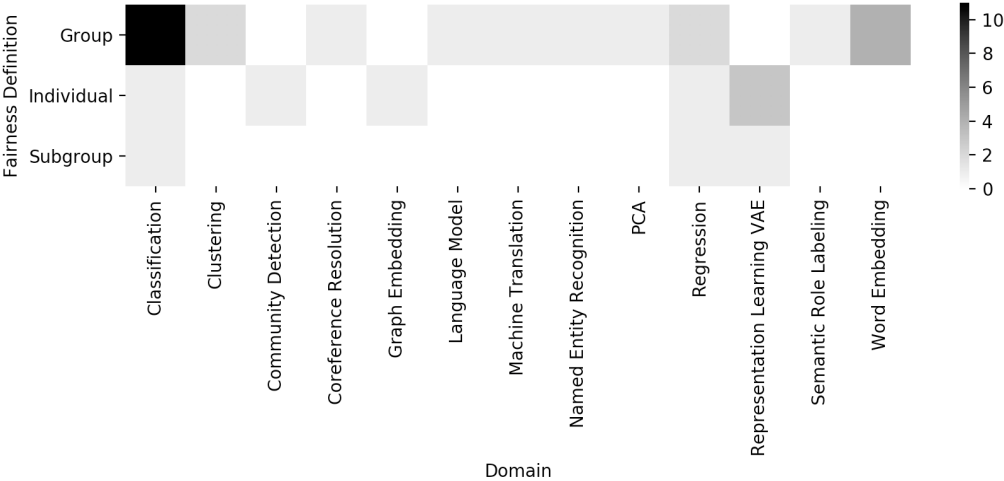 Fairness Definition
Group
Individual
Subgroup
Classification
Clustering
Community Detection
Coreference Resolution
Graph Embedding
Language Model
Machine Translation
Named Entity Recognition
PCA
Regression
Representation Learning VAE
Semantic Role Labeling
Word Embedding
Domain
10
8
6
4
2
0